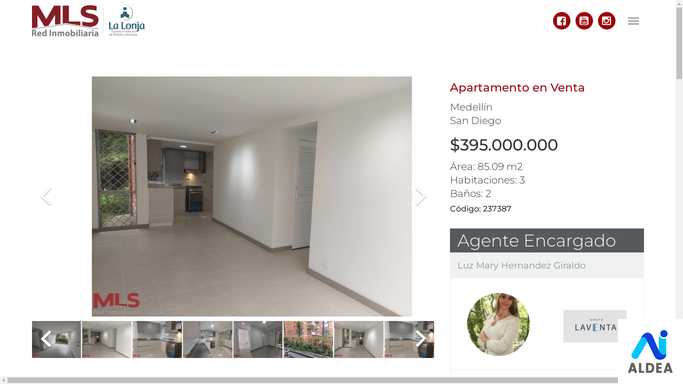 MLS
Red Inmobiliaria
La Lonja
Apartamento en Venta
Medellín
San Diego
$395.000.000
Área: 85.09 m2
Habitaciones: 3
Baños: 2
Código: 237387
MLS
Agente Encargado
Luz Mary Hernandez Giraldo
LAVENTA
ALDEA